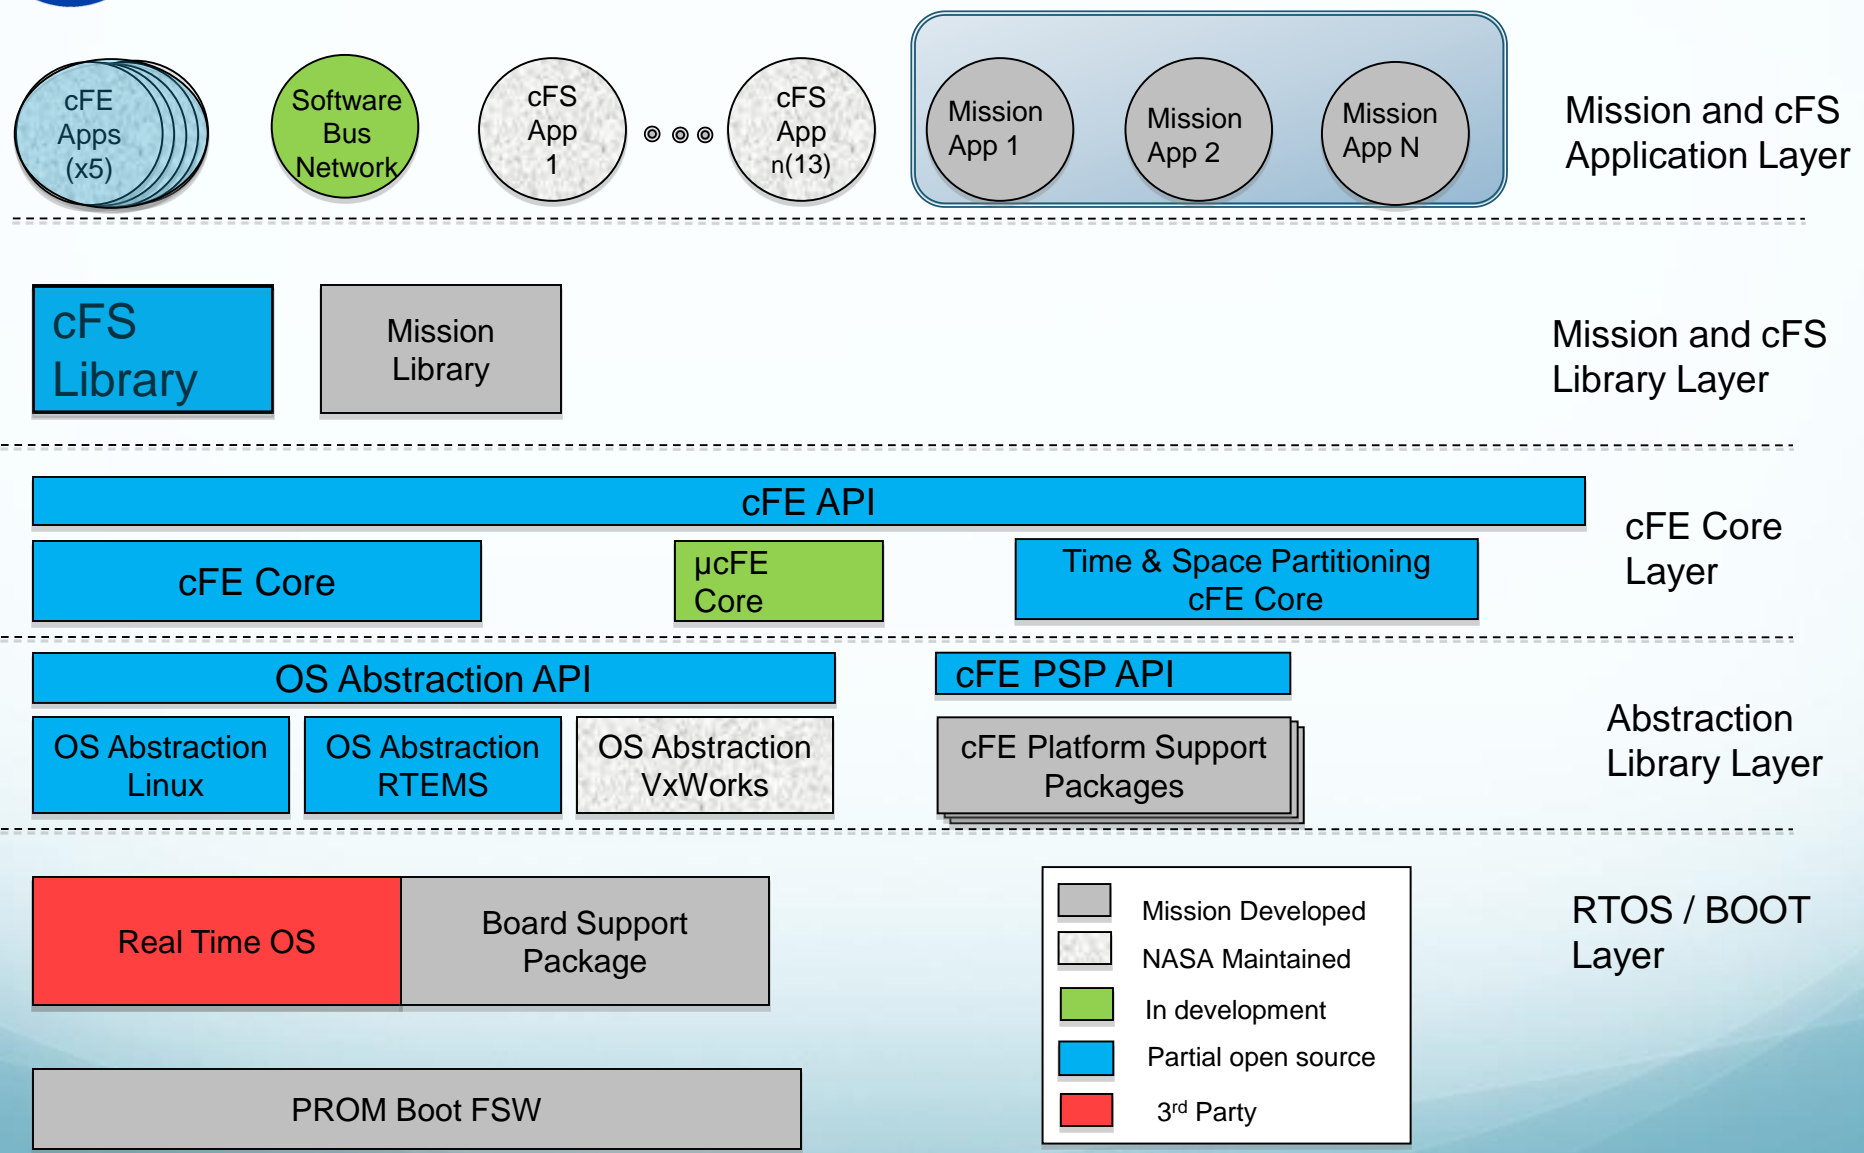 cFE
Apps
(x5)
Software
Bus
Network
cFS
App
1
cFS
App
n(13)
Mission
App 1
Mission
App 2
Mission
App N
Mission and cFS
Application Layer
cFS
Library
Mission
Library
Mission and cFS
Library Layer
cFE API
cFE Core
µcFE
Core
Time & Space Partitioning
cFE Core
cFE Core
Layer
OS Abstraction API
cFE PSP API
OS Abstraction
Linux
OS Abstraction
RTEMS
OS Abstraction
VxWorks
cFE Platform Support
Packages
Abstraction
Library Layer
Real Time OS
Board Support
Package
PROM Boot FSW
Mission Developed
NASA Maintained
In development
Partial open source
3rd Party
RTOS / BOOT
Layer